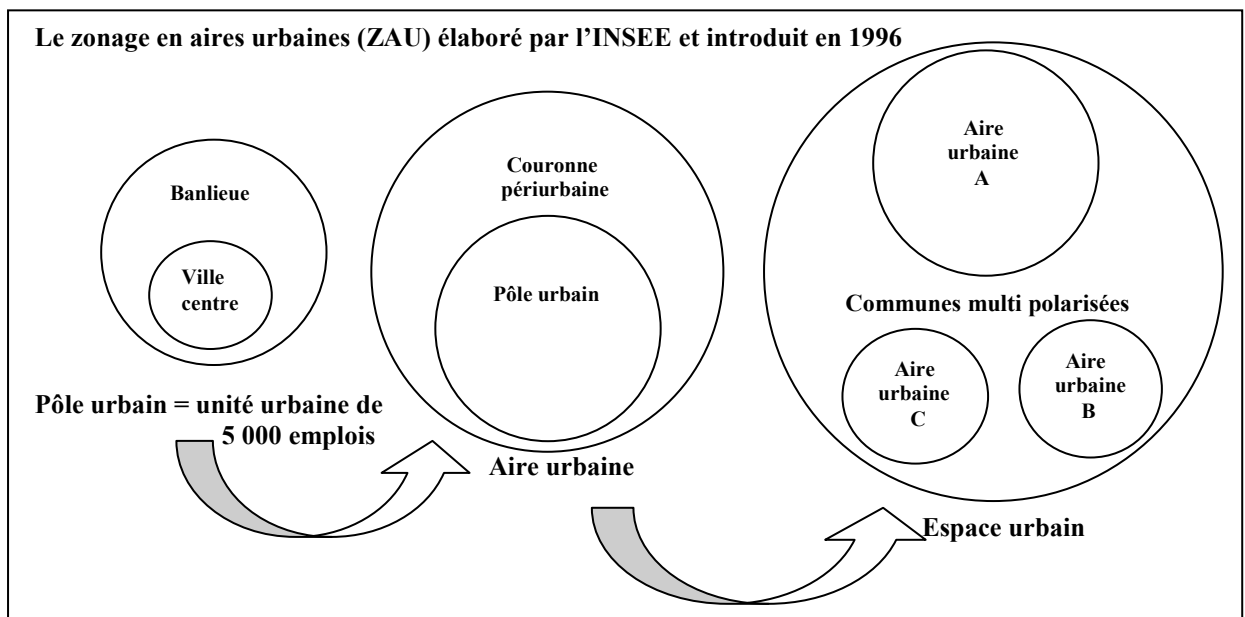 Le zonage en aires urbaines (ZAU) élaboré par l’INSEE et introduit en 1996
Banlieue
Ville
centre
Pôle urbain = unité urbaine de
5 000 emplois
Couronne
périurbaine
Pôle urbain
Aire urbaine
Aire
urbaine
A
Communes multi polarisées
Aire
urbaine
C
Aire
urbaine
B
Espace urbain